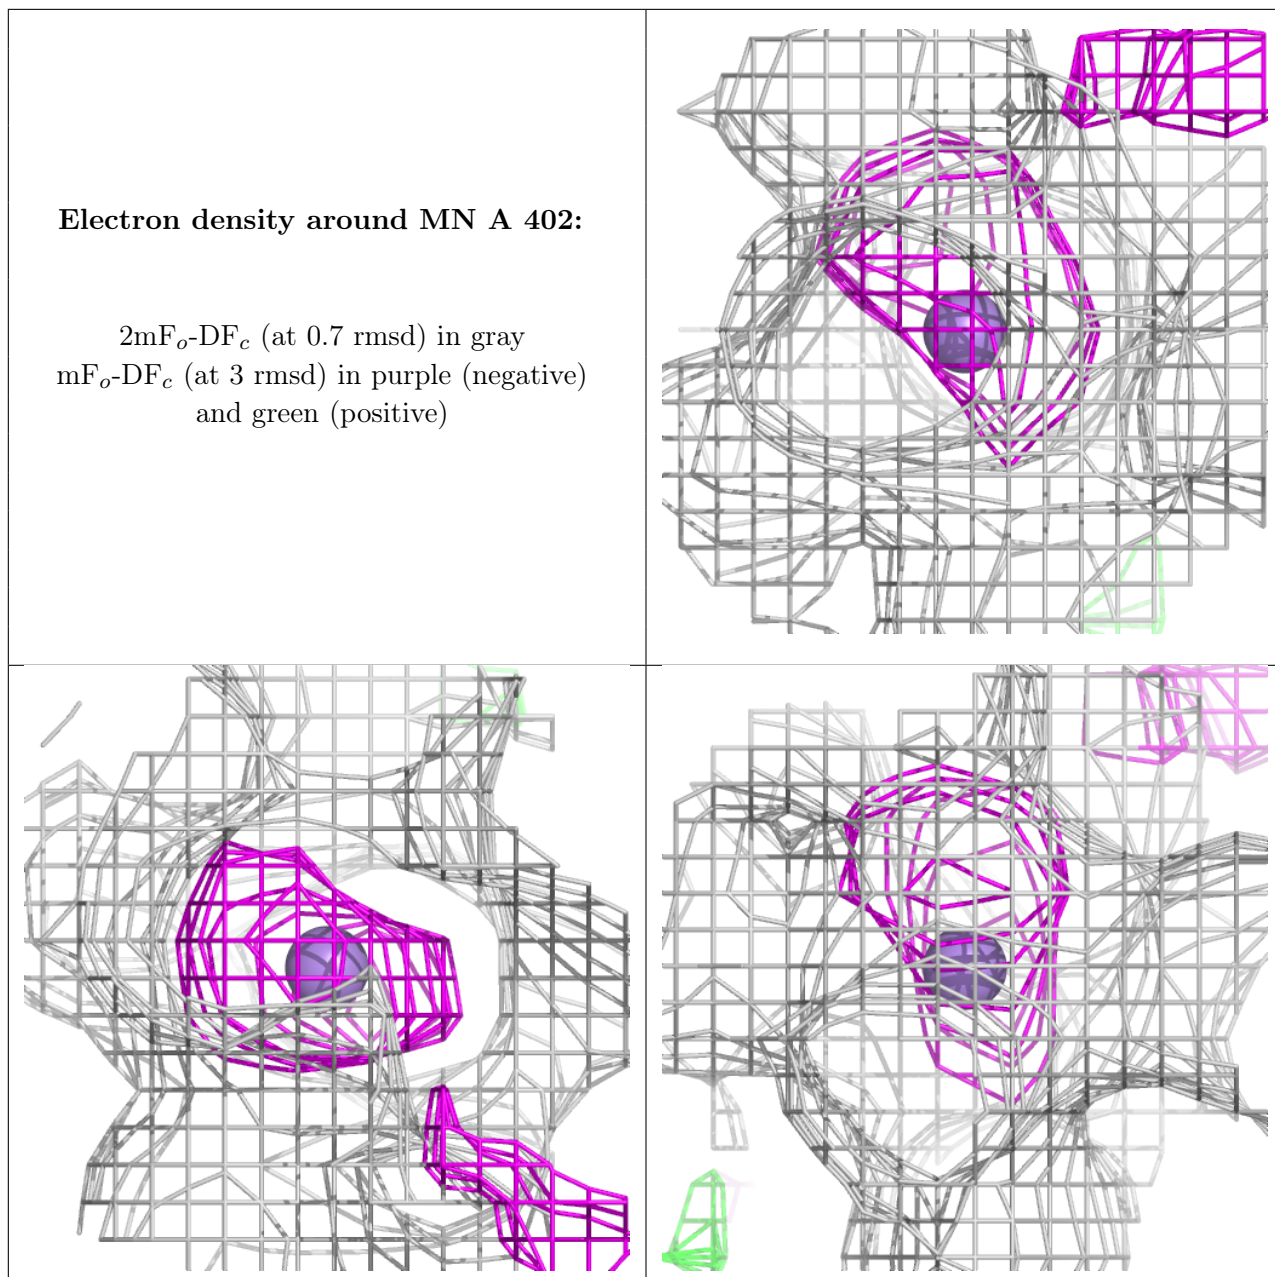 Electron density around MN A 402:
2mFo-DFc (at 0.7 rmsd) in gray
mFo-DFc (at 3 rmsd) in purple (negative)
and green (positive)